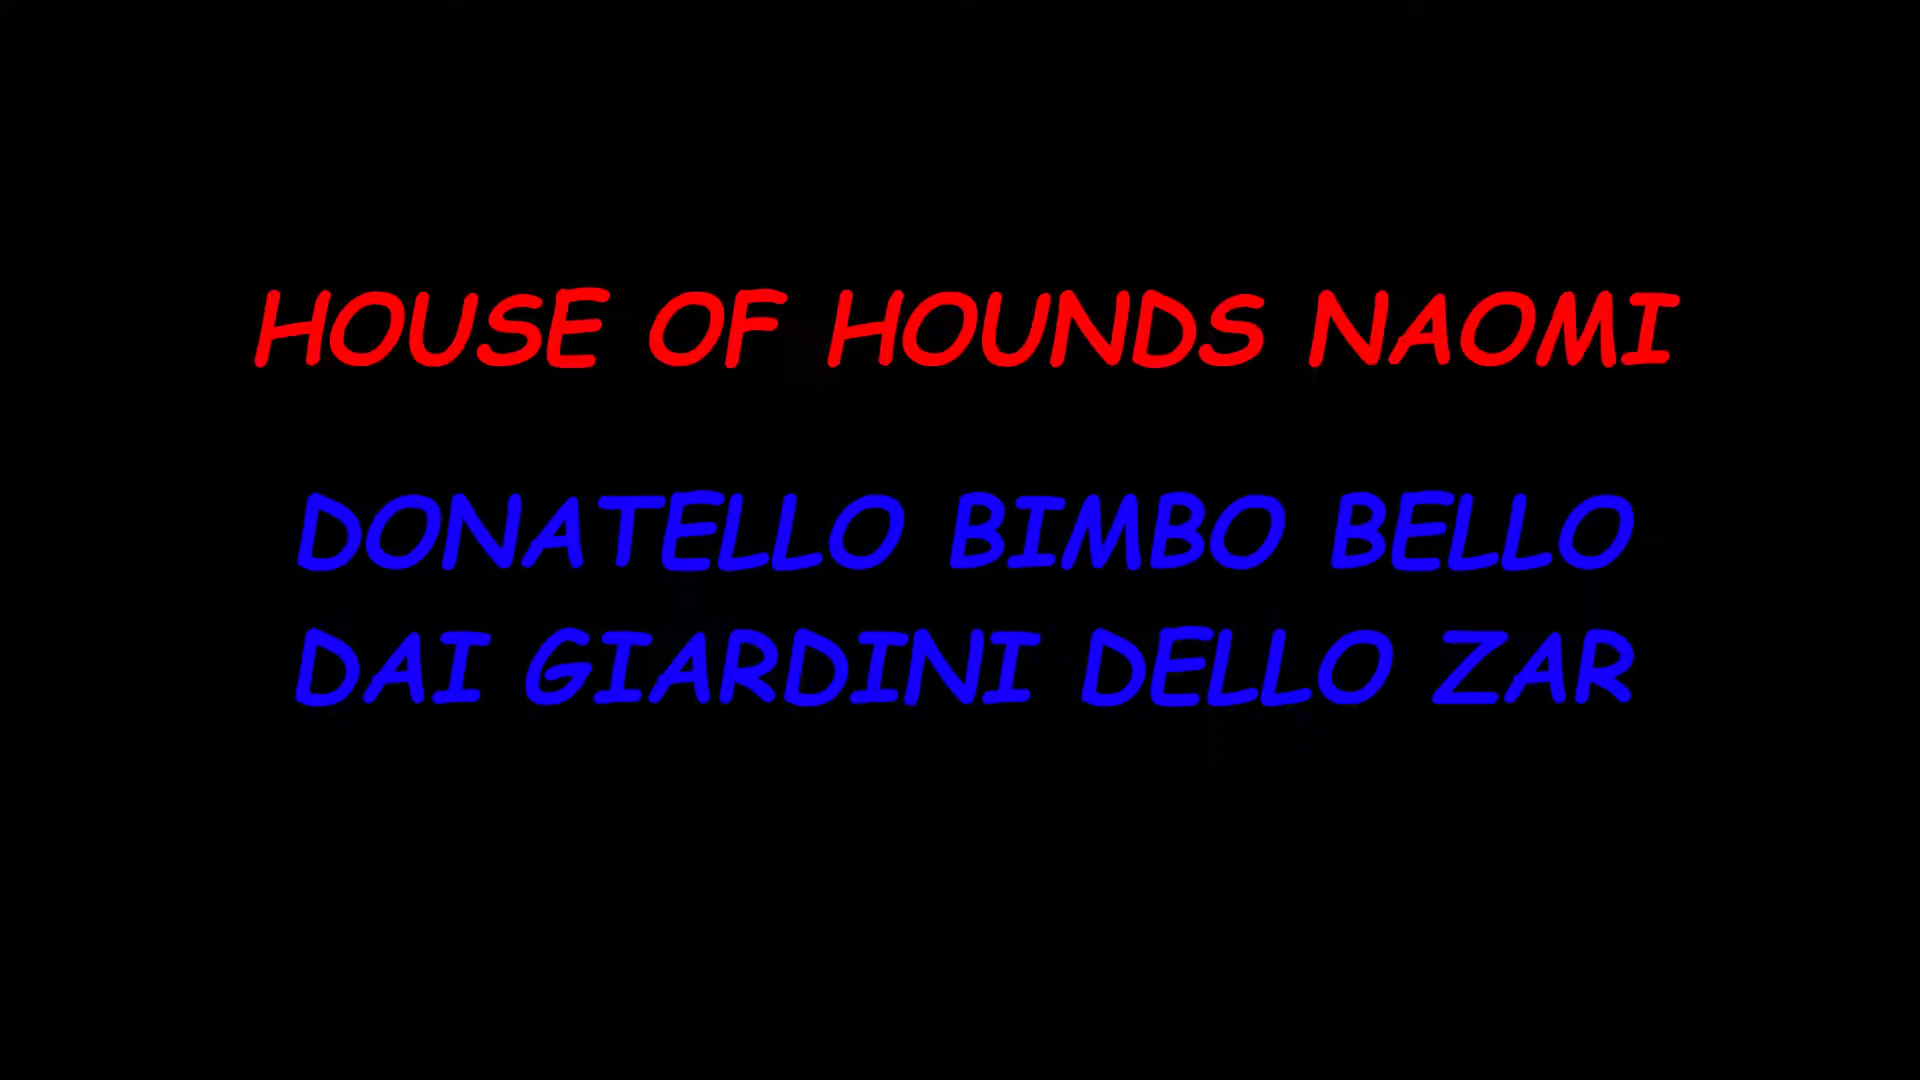 HOUSE OF HOUNDS NAOMI
DONATELLO BIMBO BELLO
DAI GIARDINI DELLO ZAR